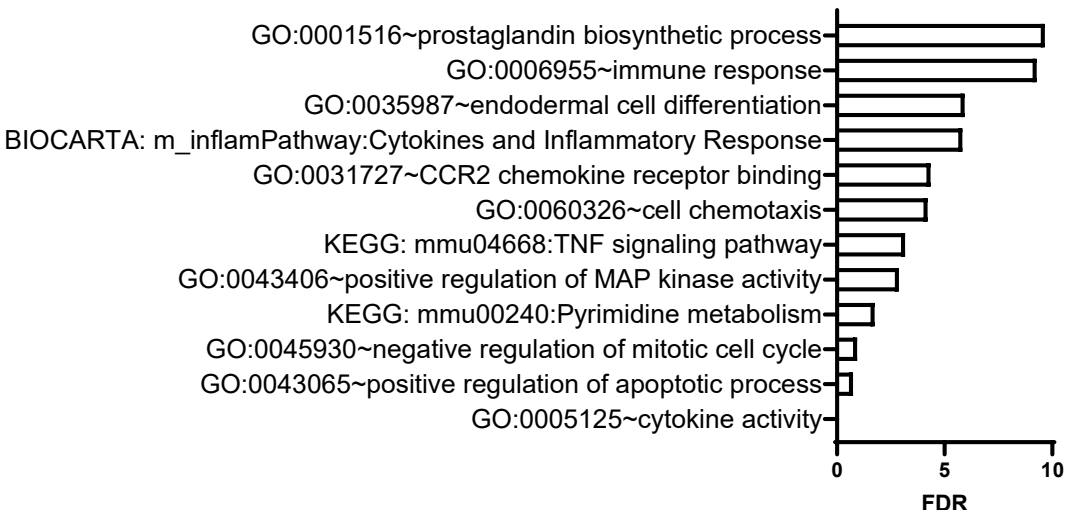 GO:0001516~prostaglandin biosynthetic process
GO:0006955~immune response
GO:0035987~endodermal cell differentiation
BIOCARTA: m_inflamPathway:Cytokines and Inflammatory Response
GO:0031727~CCR2 chemokine receptor binding
GO:0060326~cell chemotaxis
KEGG: mmu04668:TNF signaling pathway
GO:0043406~positive regulation of MAP kinase activity
KEGG: mmu00240:Pyrimidine metabolism
GO:0045930~negative regulation of mitotic cell cycle
GO:0043065~positive regulation of apoptotic process
GO:0005125~cytokine activity
0 5 10
FDR